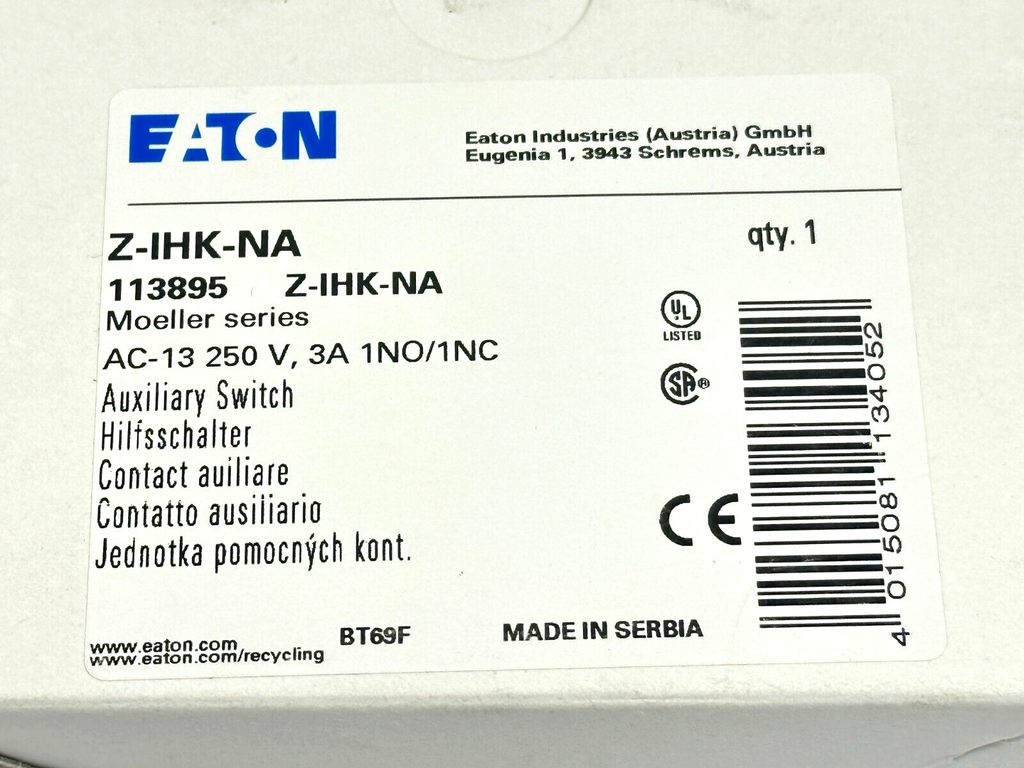 EATON
Eaton Industries (Austria) GmbH
Eugenia 1, 3943 Schrems, Austria
Z-IHK-NA
qty. 1
113895 Z-IHK-NA
Moeller series
AC-13 250 V, 3A 1NO/1NC
Auxiliary Switch
Hilfsschalter
Contact auiliare
Contatto ausiliario
Jednotka pomocných kont.
UL
LISTED
SA®
CE
4 015081 134052
www.eaton.com
www.eaton.com/recycling
BT69F
MADE IN SERBIA